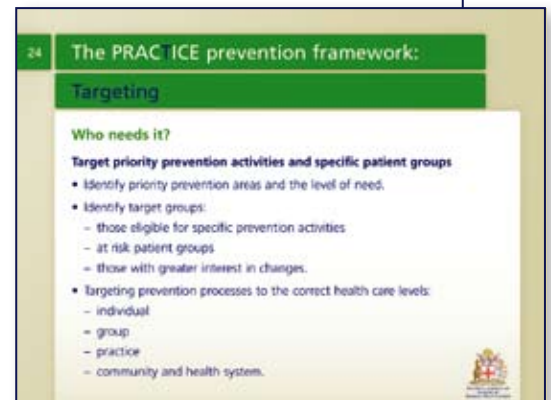 24
The PRACTICE prevention framework:
Targeting
Who needs it?
Target priority prevention activities and specific patient groups
• Identify priority prevention areas and the level of need.
• Identify target groups:
– those eligible for specific prevention activities
– at risk patient groups
– those with greater interest in changes.
• Targeting prevention processes to the correct health care levels:
– individual
– group
– practice
– community and health system.